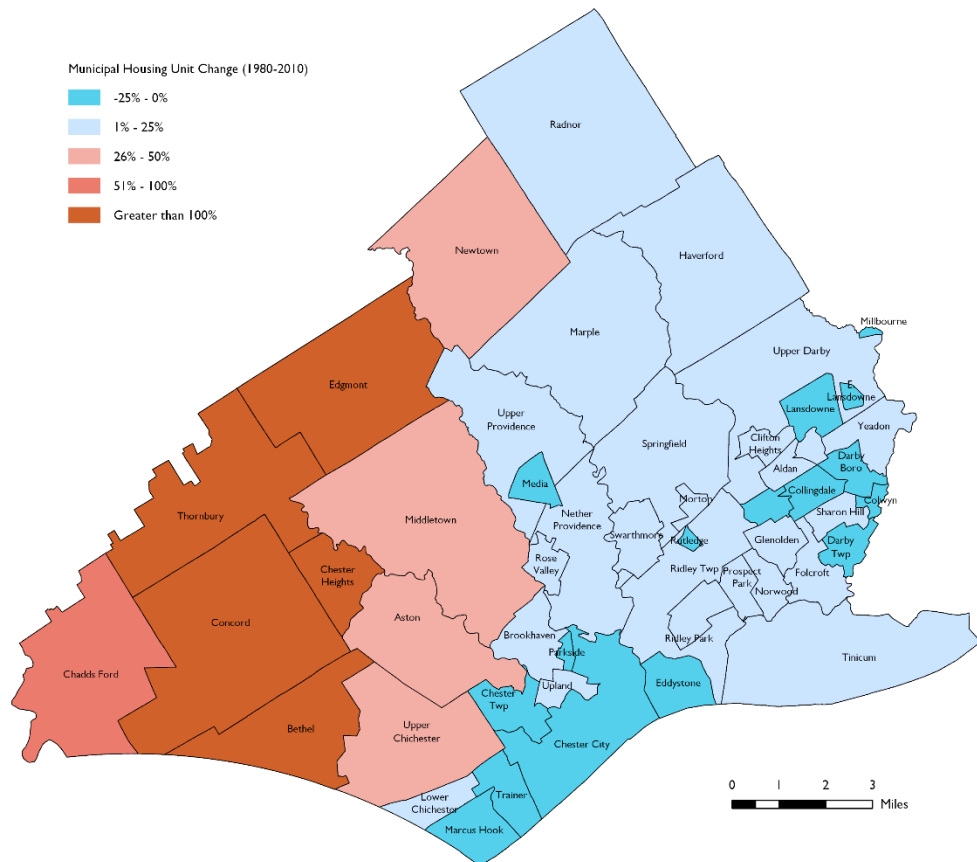 Municipal Housing Unit Change (1980-2010)
-25% - 0%
1% - 25%
26% - 50%
51% - 100%
Greater than 100%
Radnor
Newtown
Haverford
Millbourne
Marple
Upper Darby
Edgmont
E.
Lansdowne
Lansdowne
Upper
Providence
Springfield
Clifton
Heights
Yeadon
Aldan
Darby
Boro
Media
Collingdale
Colwyn
Morton
Sharon Hill
Thornbury
Middletown
Nether
Providence
Swarthmore
Rutledge
Glenolden
Darby
Twp
Rose
Valley
Ridley Twp
Prospect
Park
Folcroft
Chester
Heights
Norwood
Concord
Aston
Brookhaven
Ridley Park
Parkside
Tinicum
Chadds Ford
Upland
Eddystone
Chester
Twp
Bethel
Upper
Chichester
Chester City
Lower
Chichester
Trainer
Marcus Hook
0 1 2 3
Miles